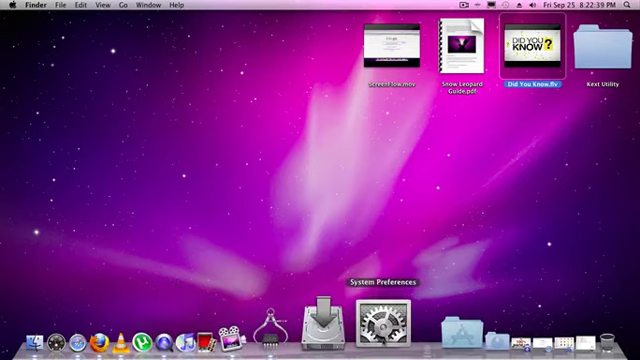 Finder File Edit View Go Window Help Fri Sep 25 8:22:39 PM
DID YOU
KNOW ?
ScreenFlow.mov
Snow Leopard
Guide.pdf
Did You Know.flv
Kext Utility
System Preferences